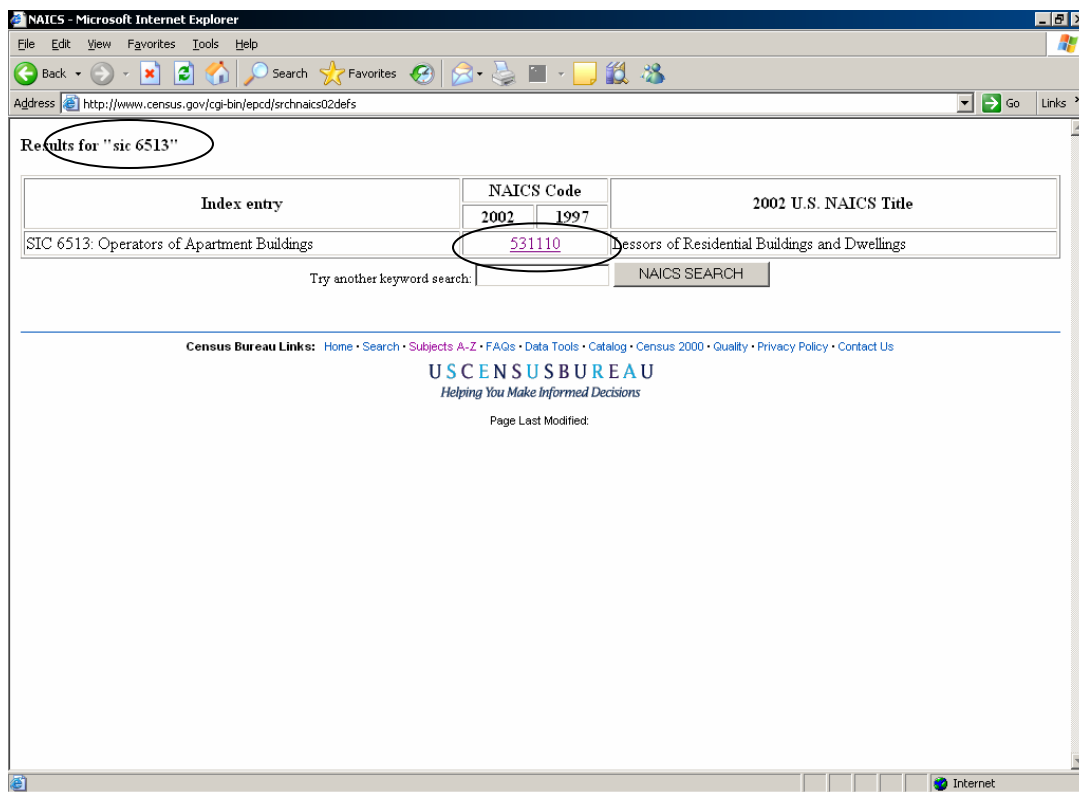 NAICS - Microsoft Internet Explorer
File Edit View Favorites Tools Help
Back Search Favorites
Address http://www.census.gov/cgi-bin/epcd/srchnaics02defs Go Links
Results for "sic 6513"
Index entry NAICS Code 2002 U.S. NAICS Title
2002 1997
SIC 6513: Operators of Apartment Buildings 531110 Lessors of Residential Buildings and Dwellings
Try another keyword search: NAICS SEARCH
Census Bureau Links: Home · Search · Subjects A-Z · FAQs · Data Tools · Catalog · Census 2000 · Quality · Privacy Policy · Contact Us
USCENSUSBUREAU
Helping You Make Informed Decisions
Page Last Modified:
Internet